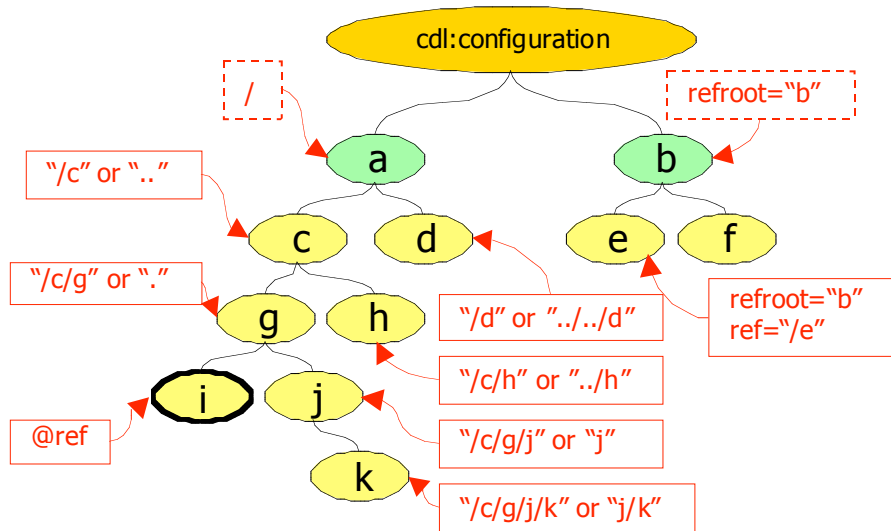 cdl:configuration
/
refroot=“b”
a
b
“/c” or “..”
c
d
e
f
“/c/g” or “.”
g
h
“/d” or ”../../d”
refroot=“b”
ref=“/e”
“/c/h” or ”../h”
i
j
@ref
“/c/g/j” or “j”
k
“/c/g/j/k” or “j/k”